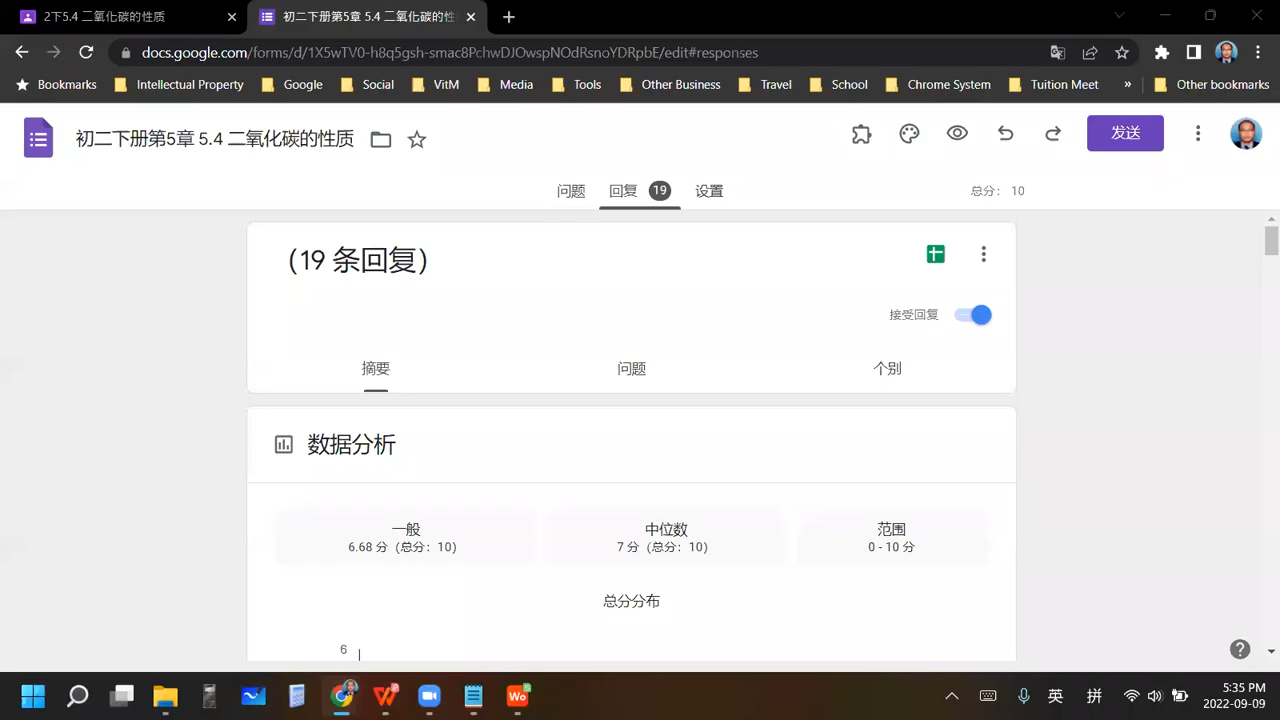 2下5.4 二氧化碳的性质
初二下册第5章 5.4 二氧化碳的性
docs.google.com/forms/d/1X5wTV0-h8q5gsh-smac8PchwDJOwspNOdRsnoYDRpbE/edit#responses
Bookmarks Intellectual Property Google Social VitM Media Tools Other Business Travel School Chrome System Tuition Meet » Other bookmarks
初二下册第5章 5.4 二氧化碳的性质
发送
问题 回复 19 设置 总分： 10
（19 条回复）
接受回复
摘要 问题 个别
数据分析
一般 中位数 范围
6.68 分（总分：10） 7 分（总分：10） 0 - 10 分
总分分布
6
英 拼
5:35 PM
2022-09-09